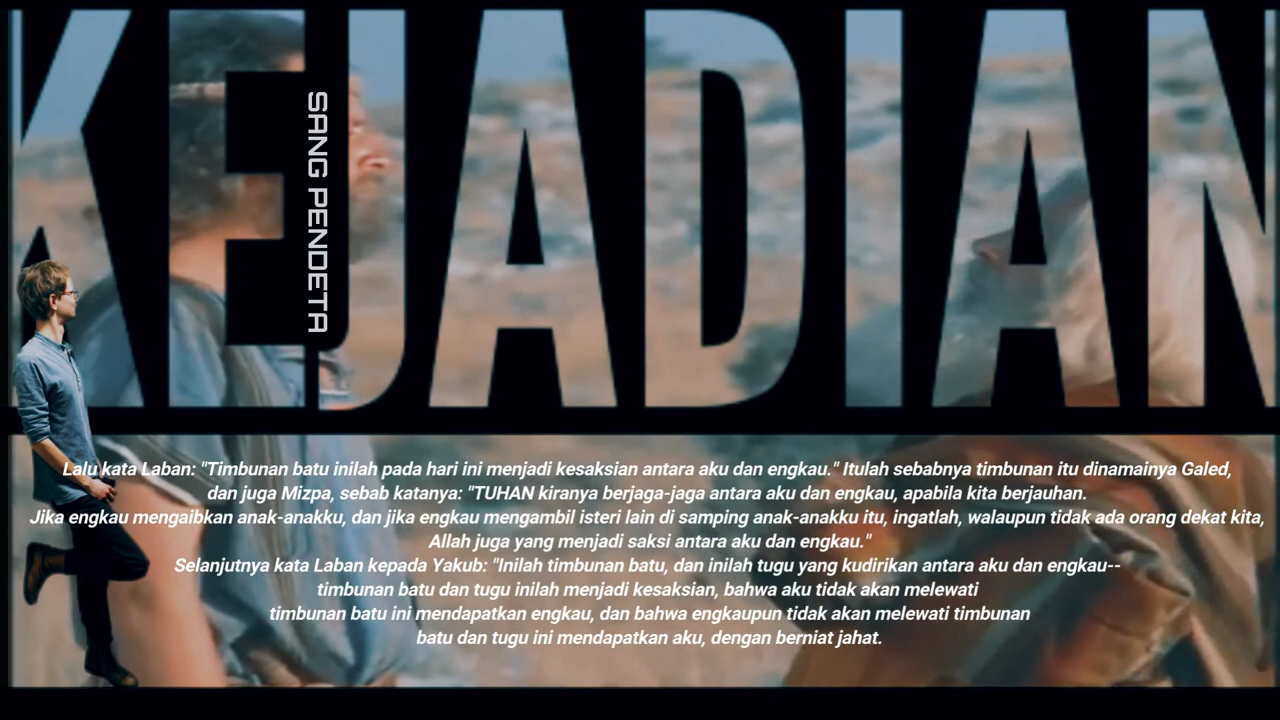 KEJADIAN
SANG PENDETA
Lalu kata Laban: "Timbunan batu inilah pada hari ini menjadi kesaksian antara aku dan engkau." Itulah sebabnya timbunan itu dinamainya Galed,
dan juga Mizpa, sebab katanya: "TUHAN kiranya berjaga-jaga antara aku dan engkau, apabila kita berjauhan.
Jika engkau mengaibkan anak-anakku, dan jika engkau mengambil isteri lain di samping anak-anakku itu, ingatlah, walaupun tidak ada orang dekat kita,
Allah juga yang menjadi saksi antara aku dan engkau."
Selanjutnya kata Laban kepada Yakub: "Inilah timbunan batu, dan inilah tugu yang kudirikan antara aku dan engkau--
timbunan batu dan tugu inilah menjadi kesaksian, bahwa aku tidak akan melewati
timbunan batu ini mendapatkan engkau, dan bahwa engkaupun tidak akan melewati timbunan
batu dan tugu ini mendapatkan aku, dengan berniat jahat.